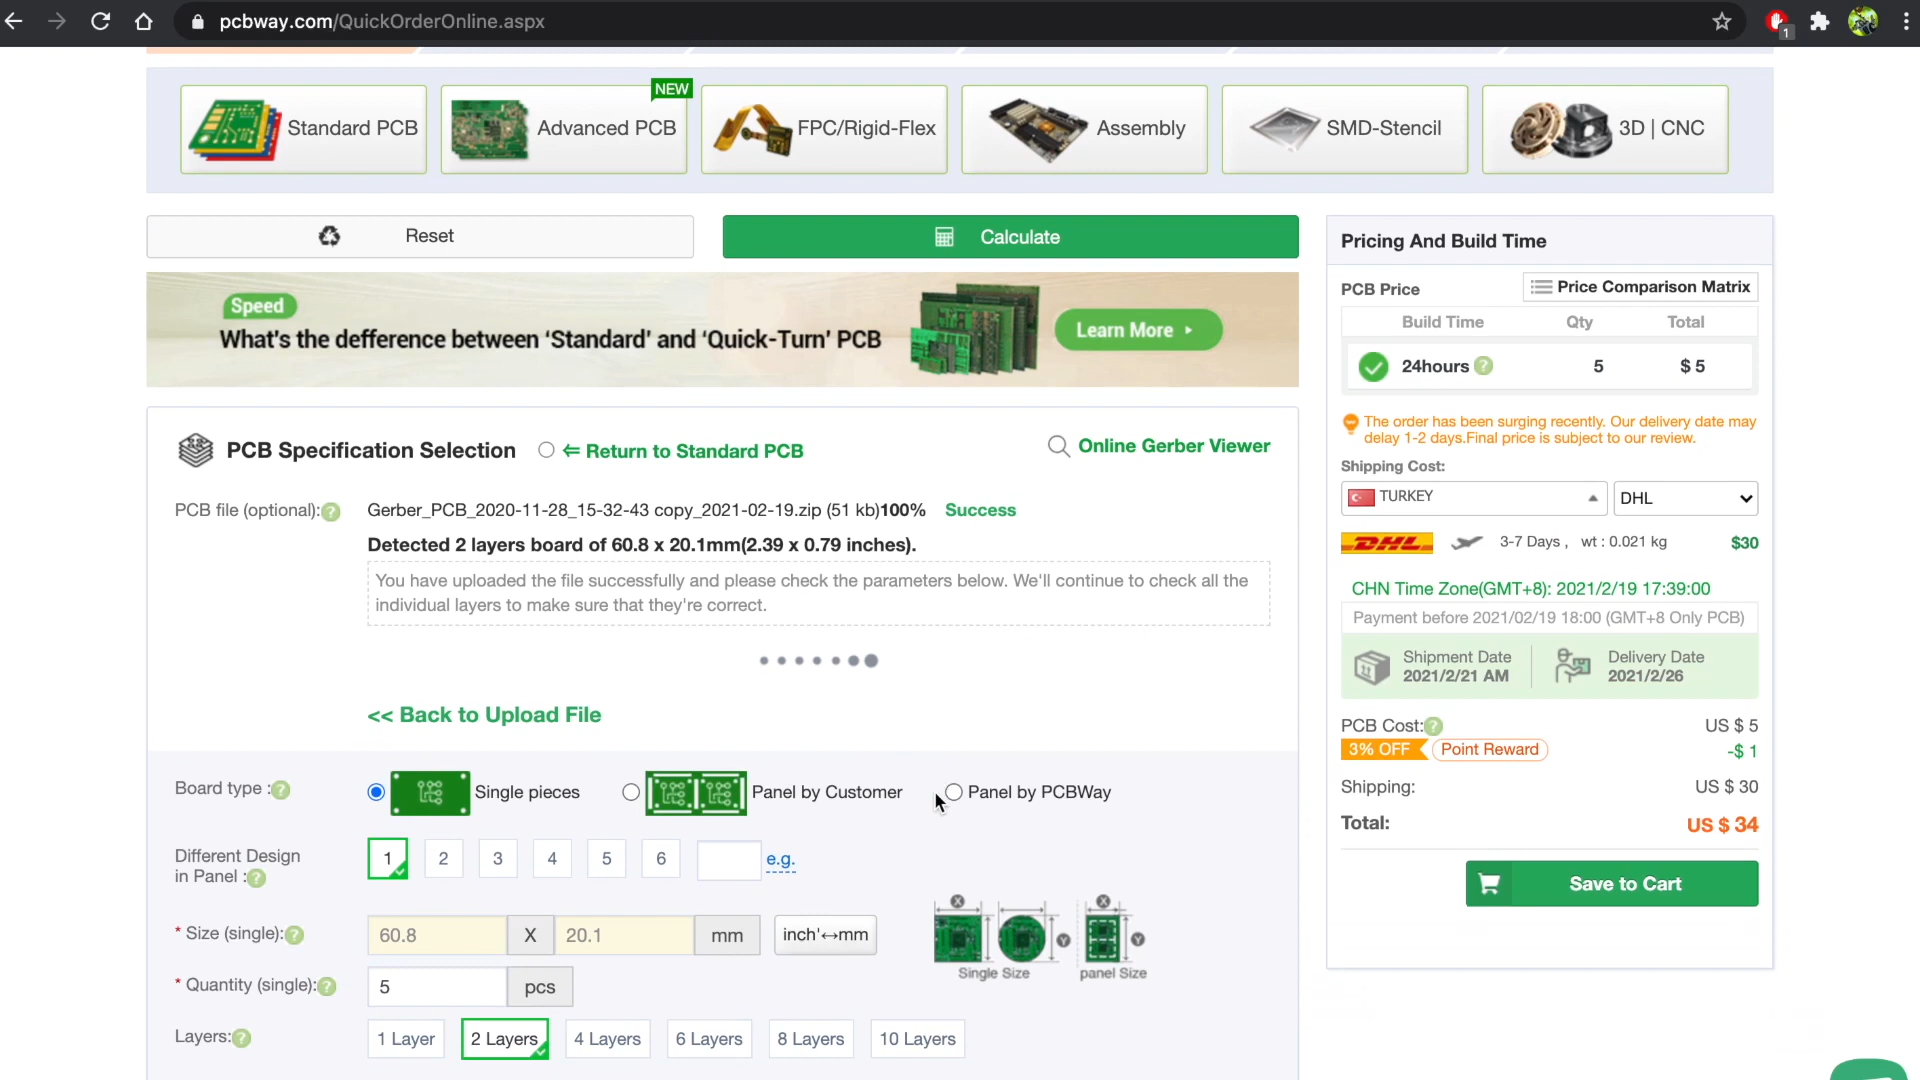 pcbway.com/QuickOrderOnline.aspx
1
NEW
Standard PCB
Advanced PCB
FPC/Rigid-Flex
Assembly
SMD-Stencil
3D | CNC
Reset
Calculate
Speed
What's the defference between 'Standard' and 'Quick-Turn' PCB
Learn More
PCB Specification Selection
⇐ Return to Standard PCB
Online Gerber Viewer
PCB file (optional):?
Gerber_PCB_2020-11-28_15-32-43 copy_2021-02-19.zip (51 kb)100% Success
Detected 2 layers board of 60.8 x 20.1mm(2.39 x 0.79 inches).
You have uploaded the file successfully and please check the parameters below. We'll continue to check all the
individual layers to make sure that they're correct.
<< Back to Upload File
Board type :?
Single pieces
Panel by Customer
Panel by PCBWay
Different Design
in Panel :?
1 2 3 4 5 6 e.g.
* Size (single):?
60.8 X 20.1 mm inch'↔mm
X X
Y Y
Single Size panel Size
* Quantity (single):?
5 pcs
Layers:?
1 Layer 2 Layers 4 Layers 6 Layers 8 Layers 10 Layers
Pricing And Build Time
PCB Price
Price Comparison Matrix
Build Time Qty Total
24hours ? 5 $ 5
The order has been surging recently. Our delivery date may
delay 1-2 days.Final price is subject to our review.
Shipping Cost:
TURKEY DHL
DHL 3-7 Days , wt : 0.021 kg $30
CHN Time Zone(GMT+8): 2021/2/19 17:39:00
Payment before 2021/02/19 18:00 (GMT+8 Only PCB)
Shipment Date
2021/2/21 AM
Delivery Date
2021/2/26
PCB Cost:? US $ 5
3% OFF Point Reward -$ 1
Shipping: US $ 30
Total: US $ 34
Save to Cart